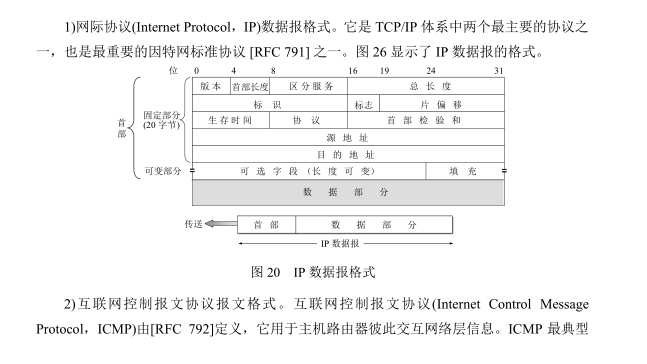 1)网际协议(Internet Protocol，IP)数据报格式。它是 TCP/IP 体系中两个最主要的协议之
一，也是最重要的因特网标准协议 [RFC 791] 之一。图 26 显示了 IP 数据报的格式。
位 0 4 8 16 19 24 31
版本 首部长度 区分服务 总长度
标识 标志 片偏移
生存时间 协议 首部检验和
源地址
目的地址
可选字段（长度可变） 填充
数据部分
首部
固定部分
(20 字节)
可变部分
传送 首部 数据部分
IP 数据报
图 20 IP 数据报格式
2)互联网控制报文协议报文格式。互联网控制报文协议(Internet Control Message
Protocol，ICMP)由[RFC 792]定义，它用于主机路由器彼此交互网络层信息。ICMP 最典型